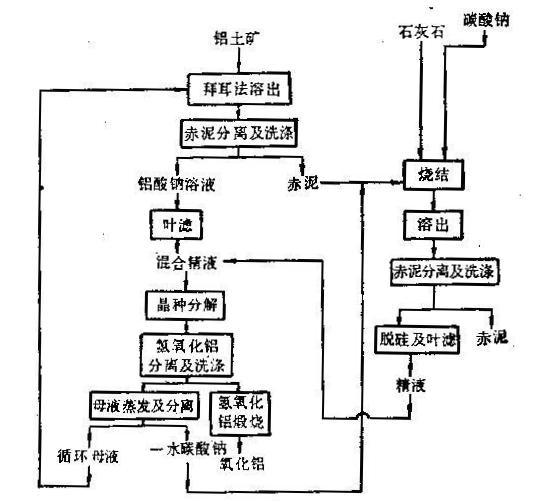 碳酸钠
石灰石
铝土矿
拜耳法溶出
赤泥分离及洗涤
铝酸钠溶液
赤泥
烧结
叶滤
溶出
混合精液
赤泥分离及洗涤
晶种分解
脱硅及叶滤
赤泥
氢氧化铝
分离及洗涤
精液
母液蒸发及分离
氢氧化
铝煅烧
循环母液
一水碳酸钠
氧化铝